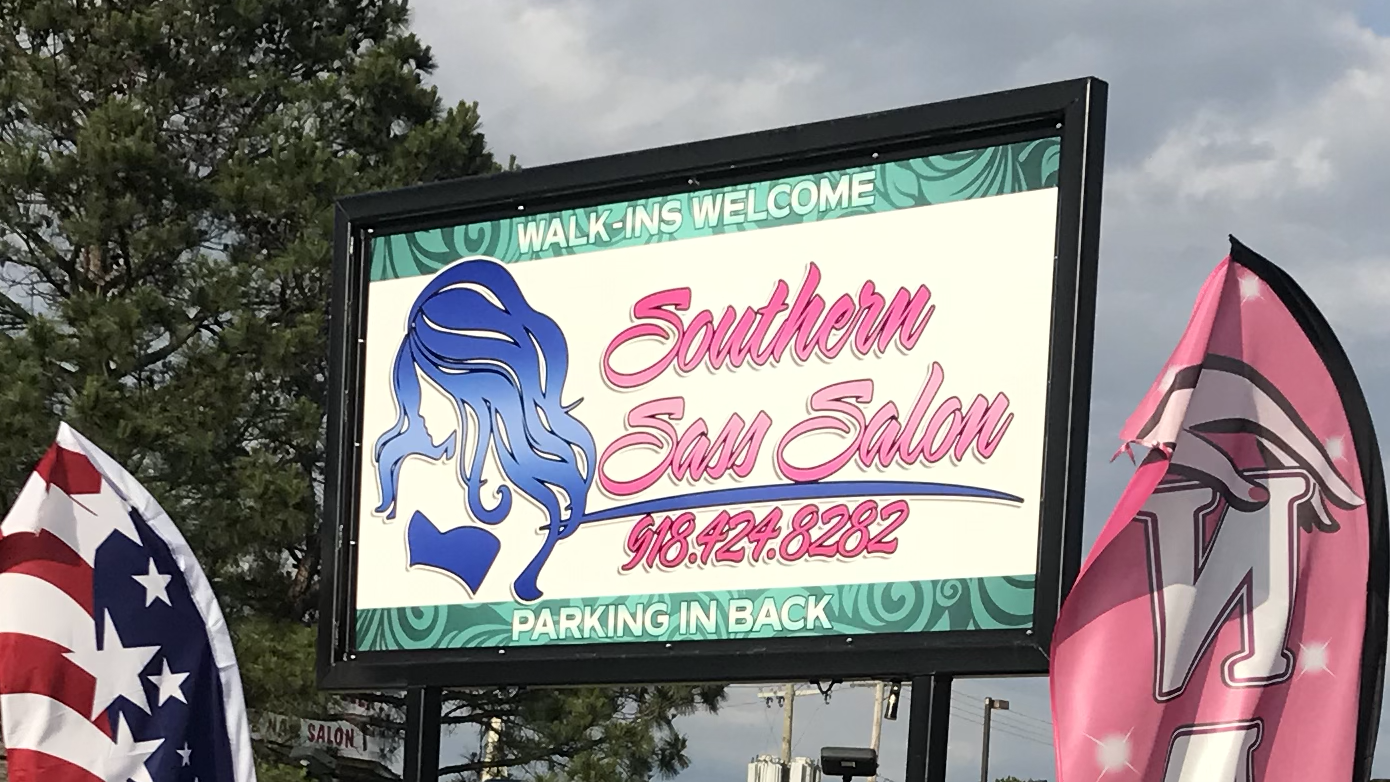 WALK-INS WELCOME
Southern
Sass Salon
918.424.8282
PARKING IN BACK
SALON
N